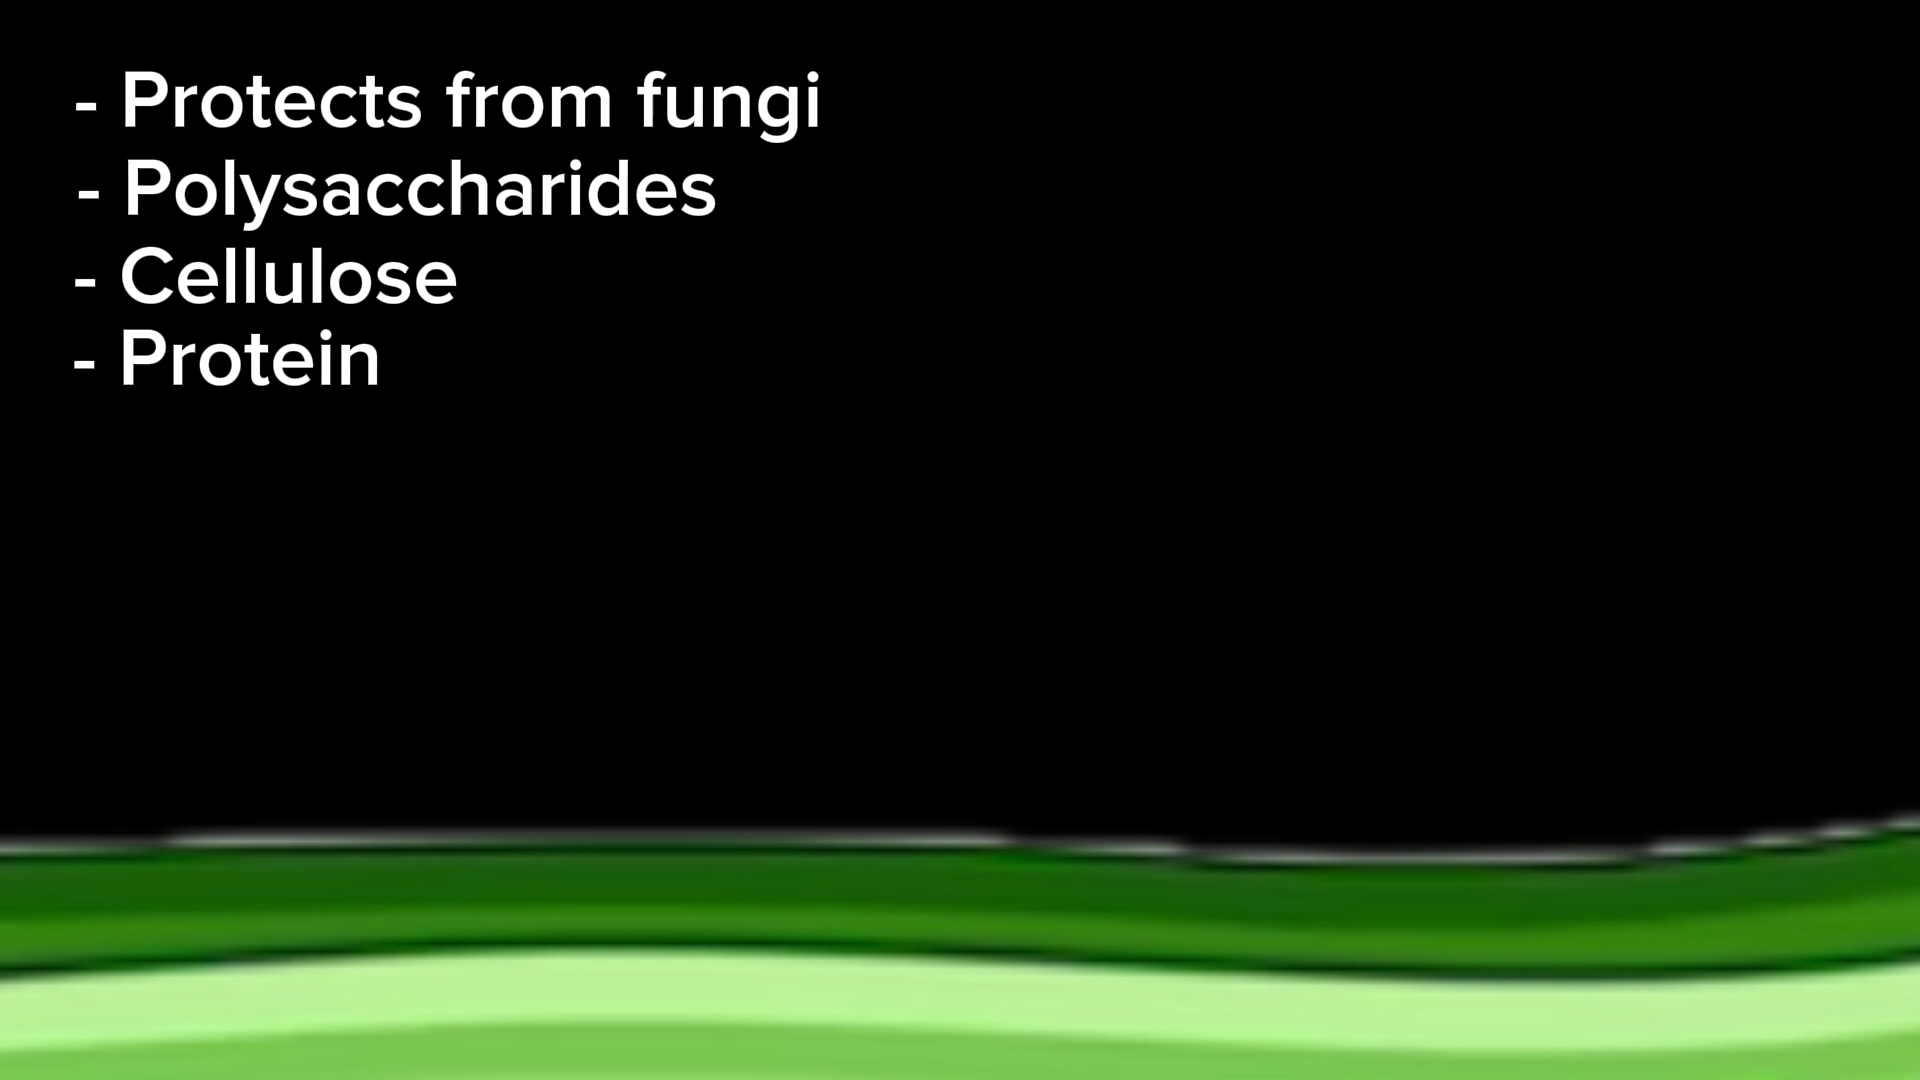 - Protects from fungi
- Polysaccharides
- Cellulose
- Protein